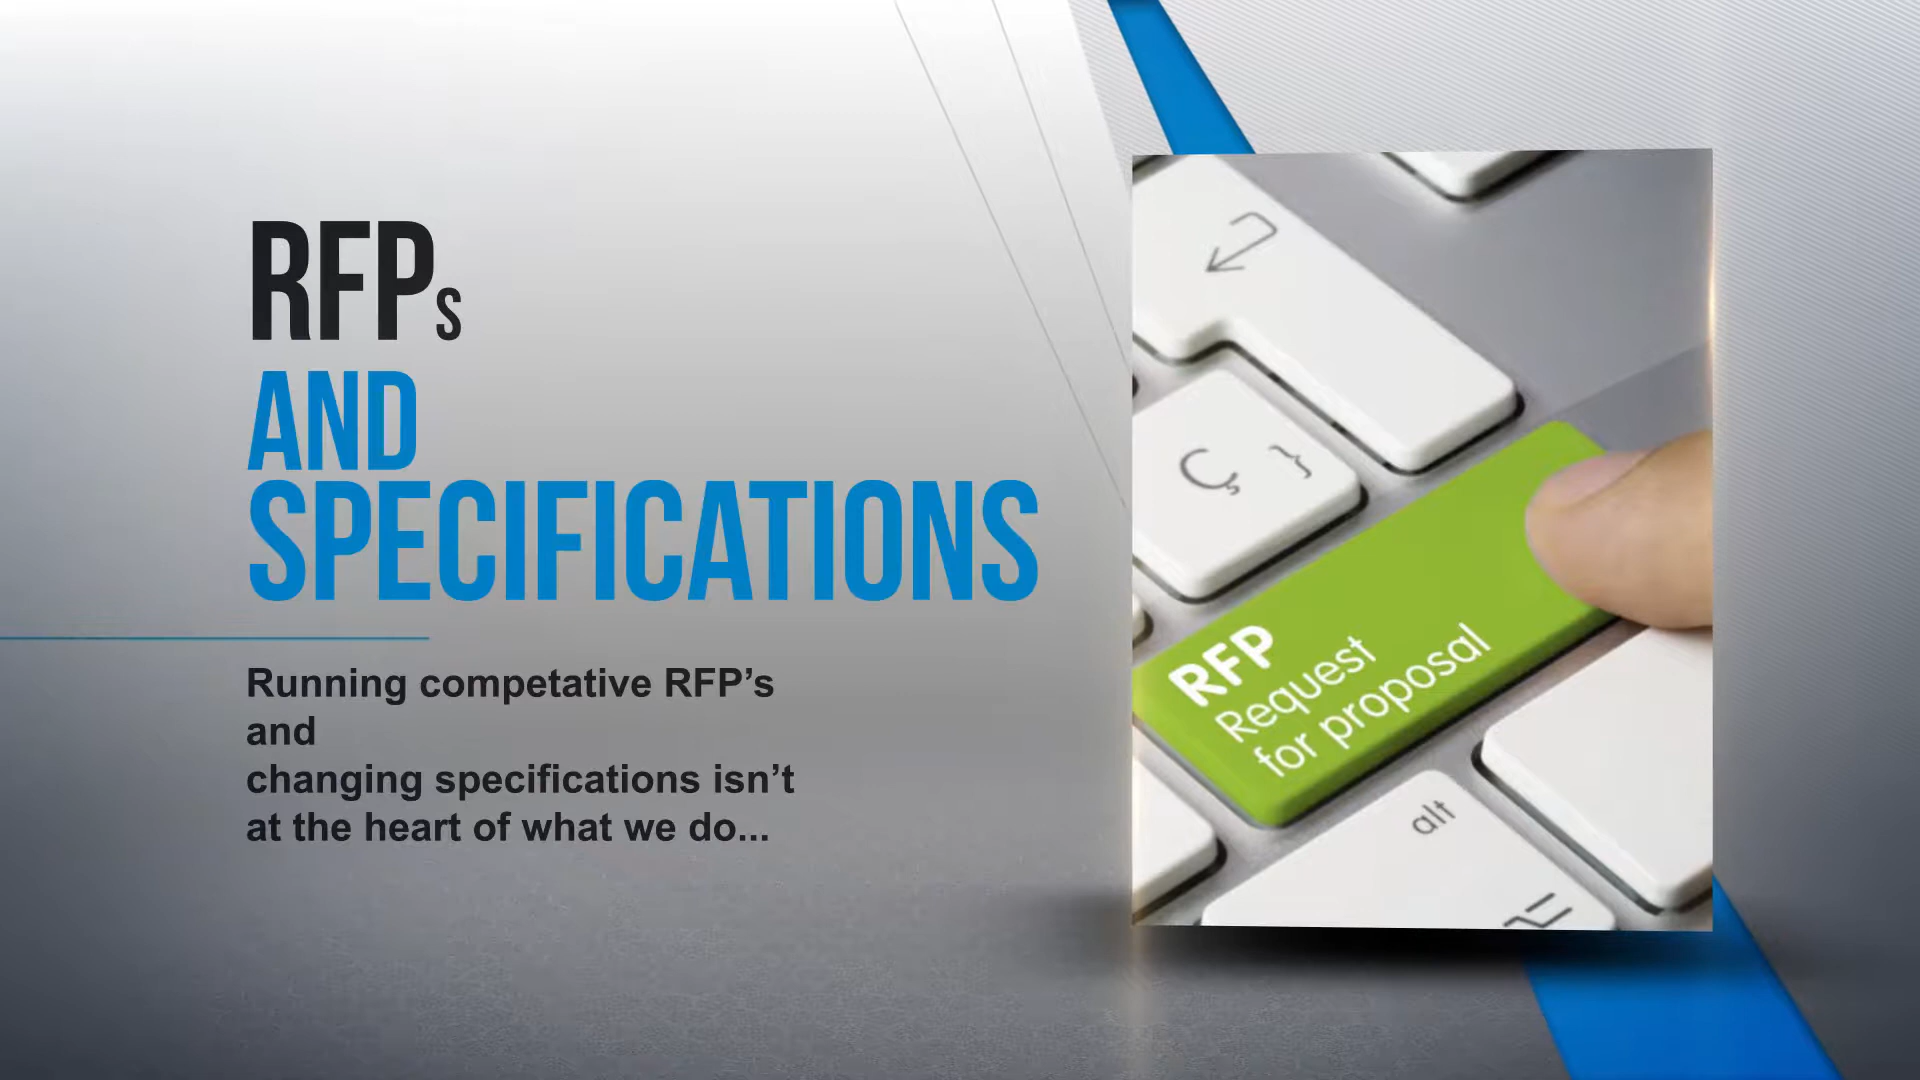 RFPs
AND
SPECIFICATIONS
Running competative RFP’s
and
changing specifications isn’t
at the heart of what we do...
Ç }
RFP
Request
for proposal
alt